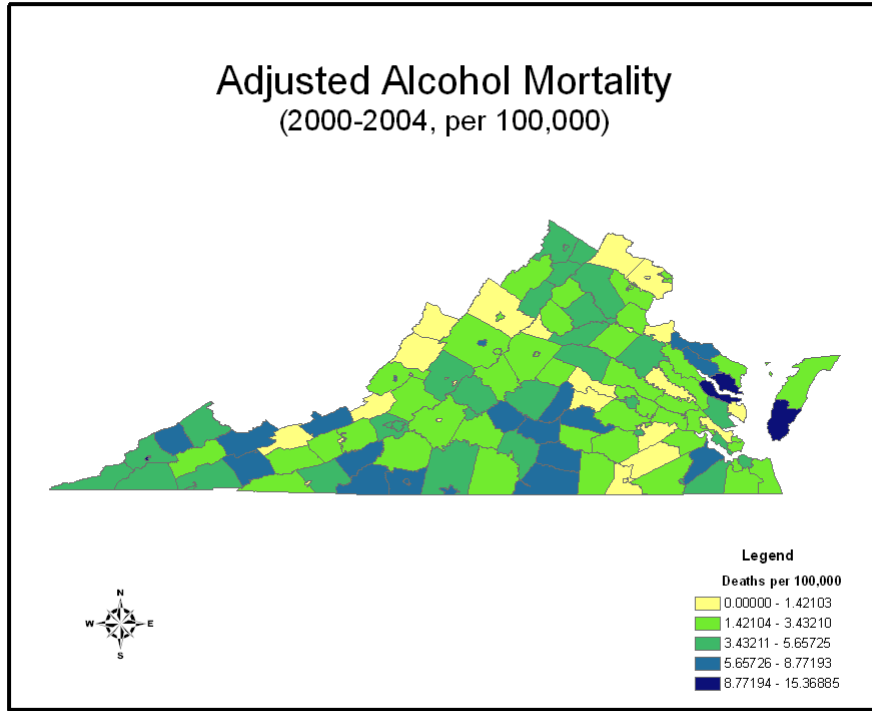 Adjusted Alcohol Mortality
(2000-2004, per 100,000)
Legend
Deaths per 100,000
0.00000 - 1.42103
1.42104 - 3.43210
3.43211 - 5.65725
5.65726 - 8.77193
8.77194 - 15.36885
N
W E
S